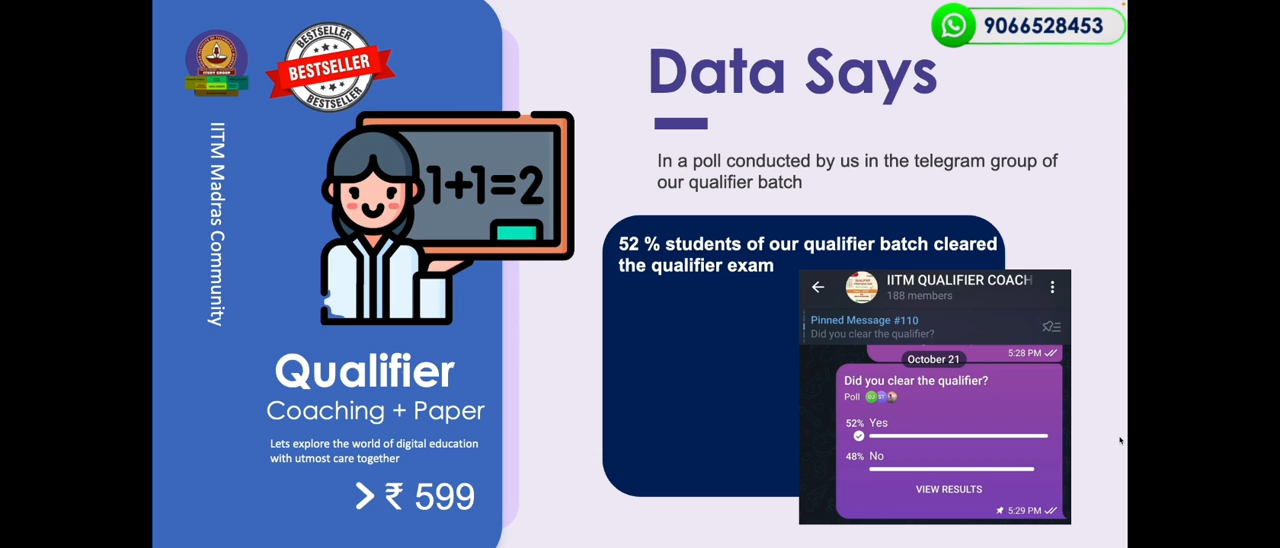 9066528453
BESTSELLER
BESTSELLER
BESTSELLER
STUDY GROUP
IITM Madras Community
1+1=2
Qualifier
Coaching + Paper
Lets explore the world of digital education
with utmost care together
> ₹ 599
Data Says
In a poll conducted by us in the telegram group of
our qualifier batch
52 % students of our qualifier batch cleared
the qualifier exam
IITM QUALIFIER COACH
188 members
Pinned Message #110
Did you clear the qualifier?
5:28 PM
October 21
Did you clear the qualifier?
Poll
52% Yes
48% No
VIEW RESULTS
5:29 PM